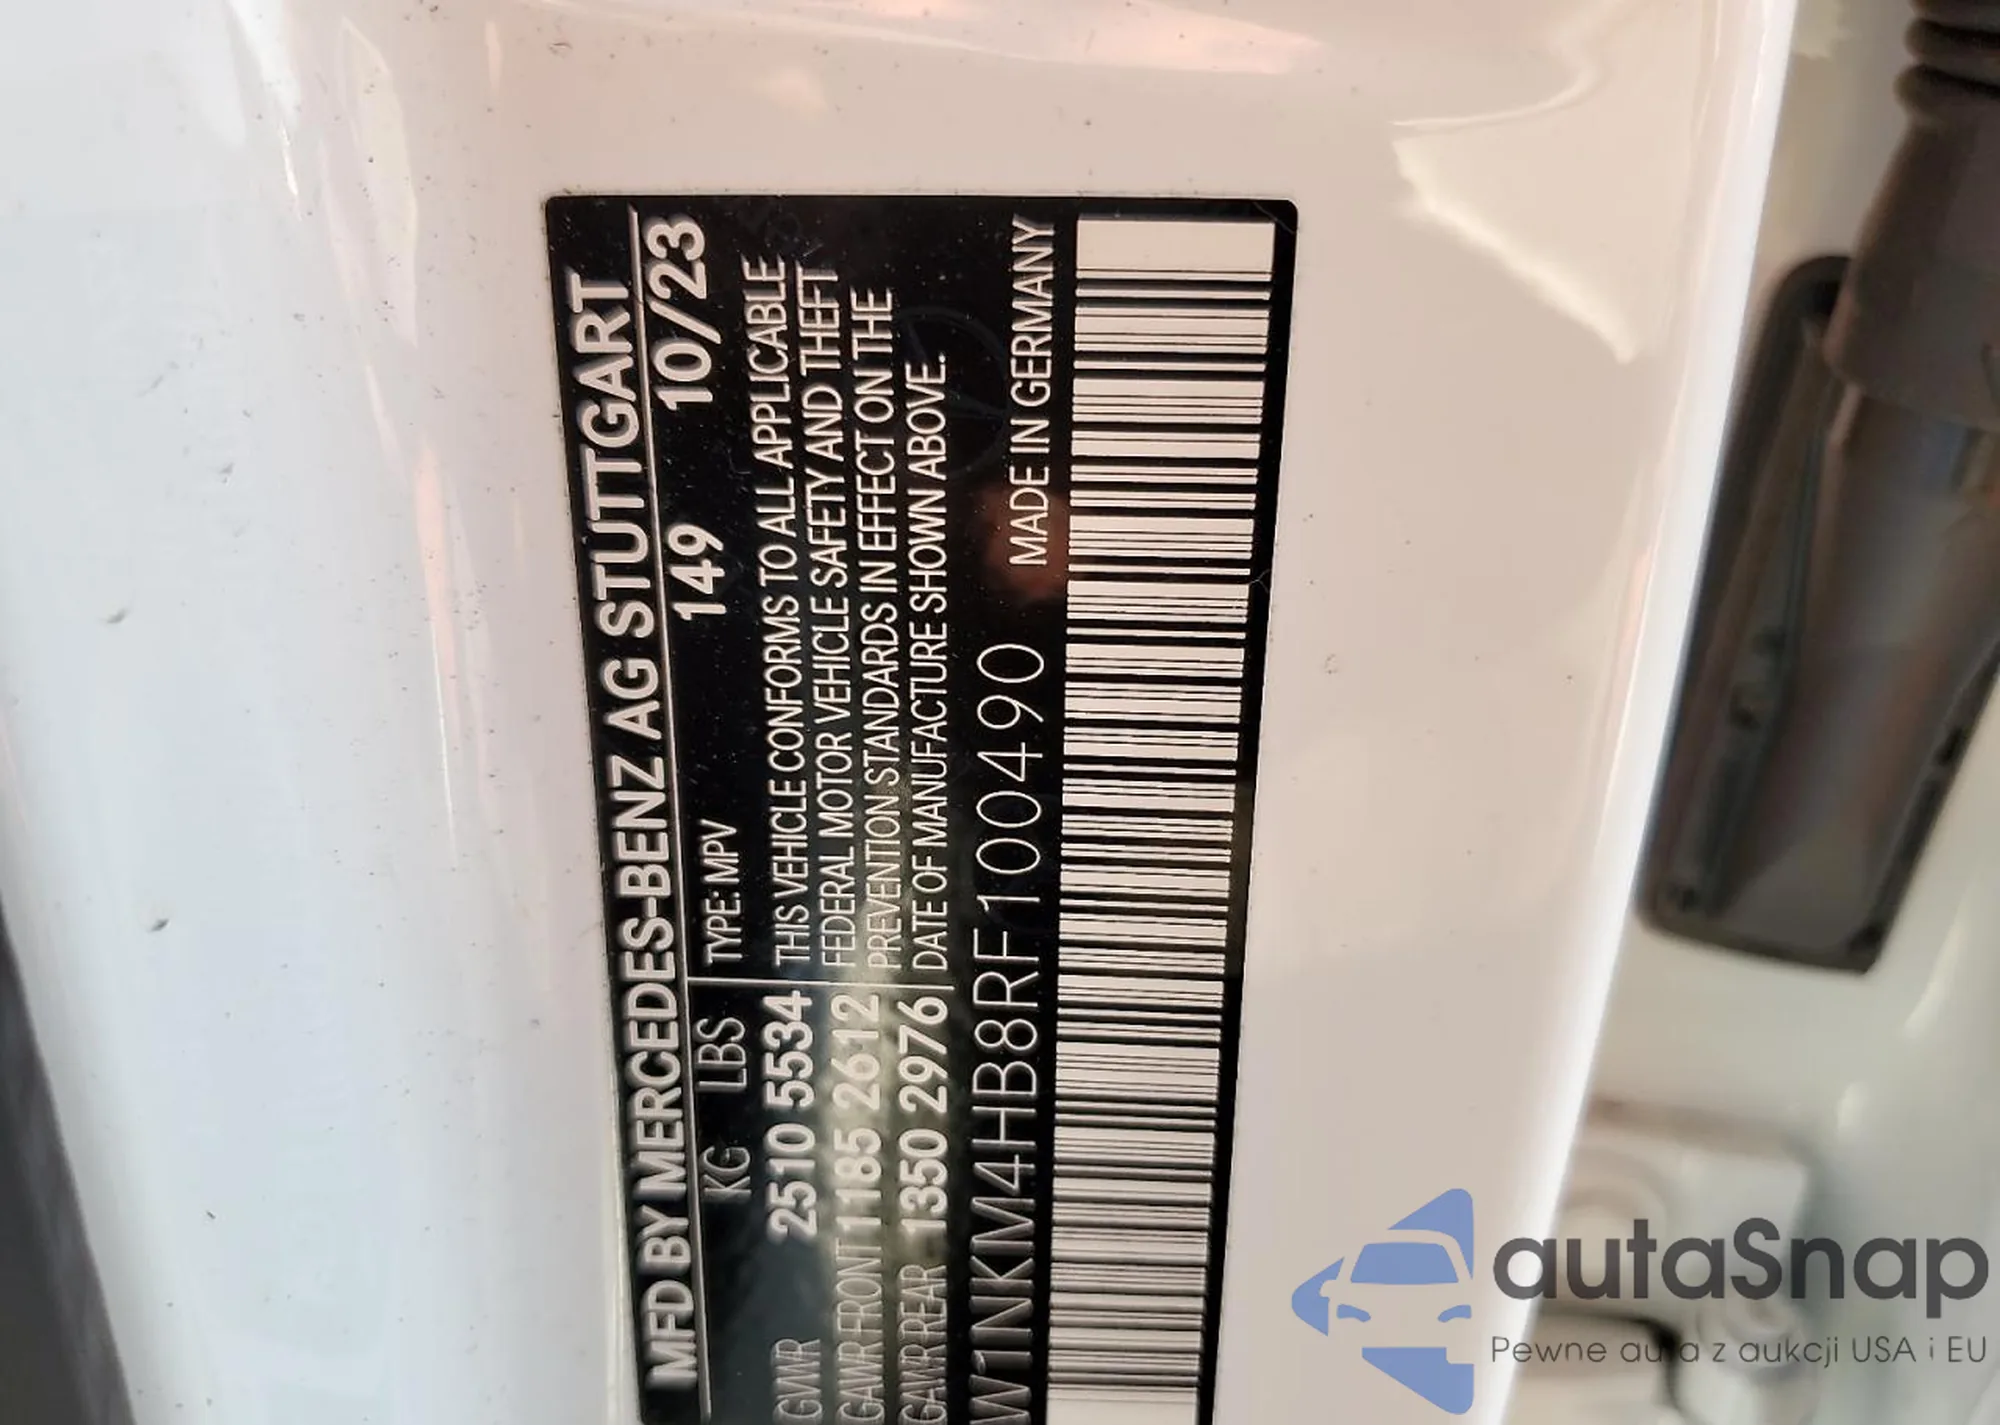 MFD BY MERCEDES-BENZ AG STUTTGART
KG LBS TYPE: MPV 149 10/23
GVWR 2510 5534 THIS VEHICLE CONFORMS TO ALL APPLICABLE
GAWR FRONT 1185 2612 FEDERAL MOTOR VEHICLE SAFETY AND THEFT
PREVENTION STANDARDS IN EFFECT ON THE
GAWR REAR 1350 2976 DATE OF MANUFACTURE SHOWN ABOVE.
MADE IN GERMANY
W1NKM4HB8RF100490
autaSnap
Pewne auta z aukcji USA i EU